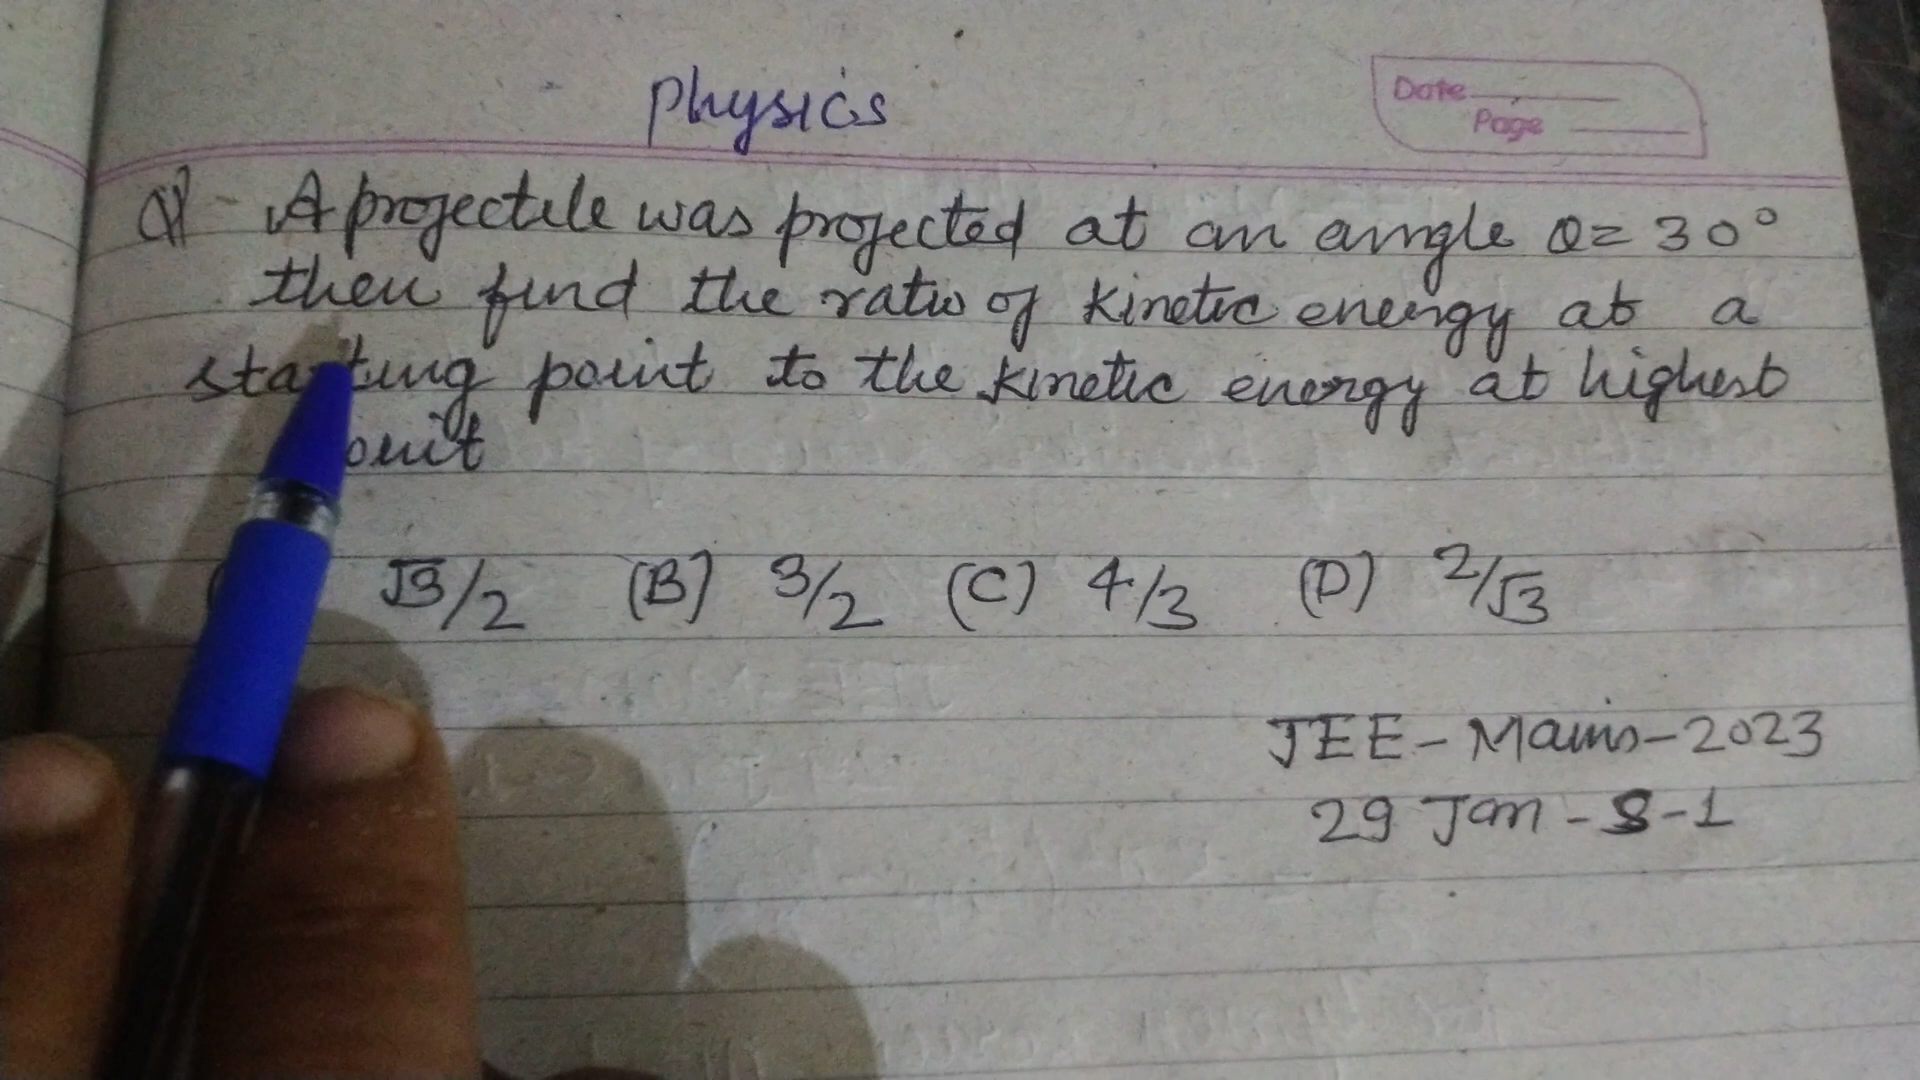 Physics
Date
Page
Q1 A projectile was projected at an angle θ = 30°
then find the ratio of kinetic energy at a
starting point to the kinetic energy at highest
√3/2 (B) 3/2 (C) 4/3 (D) 2/√3
JEE - Mains - 2023
29 Jan - S-1